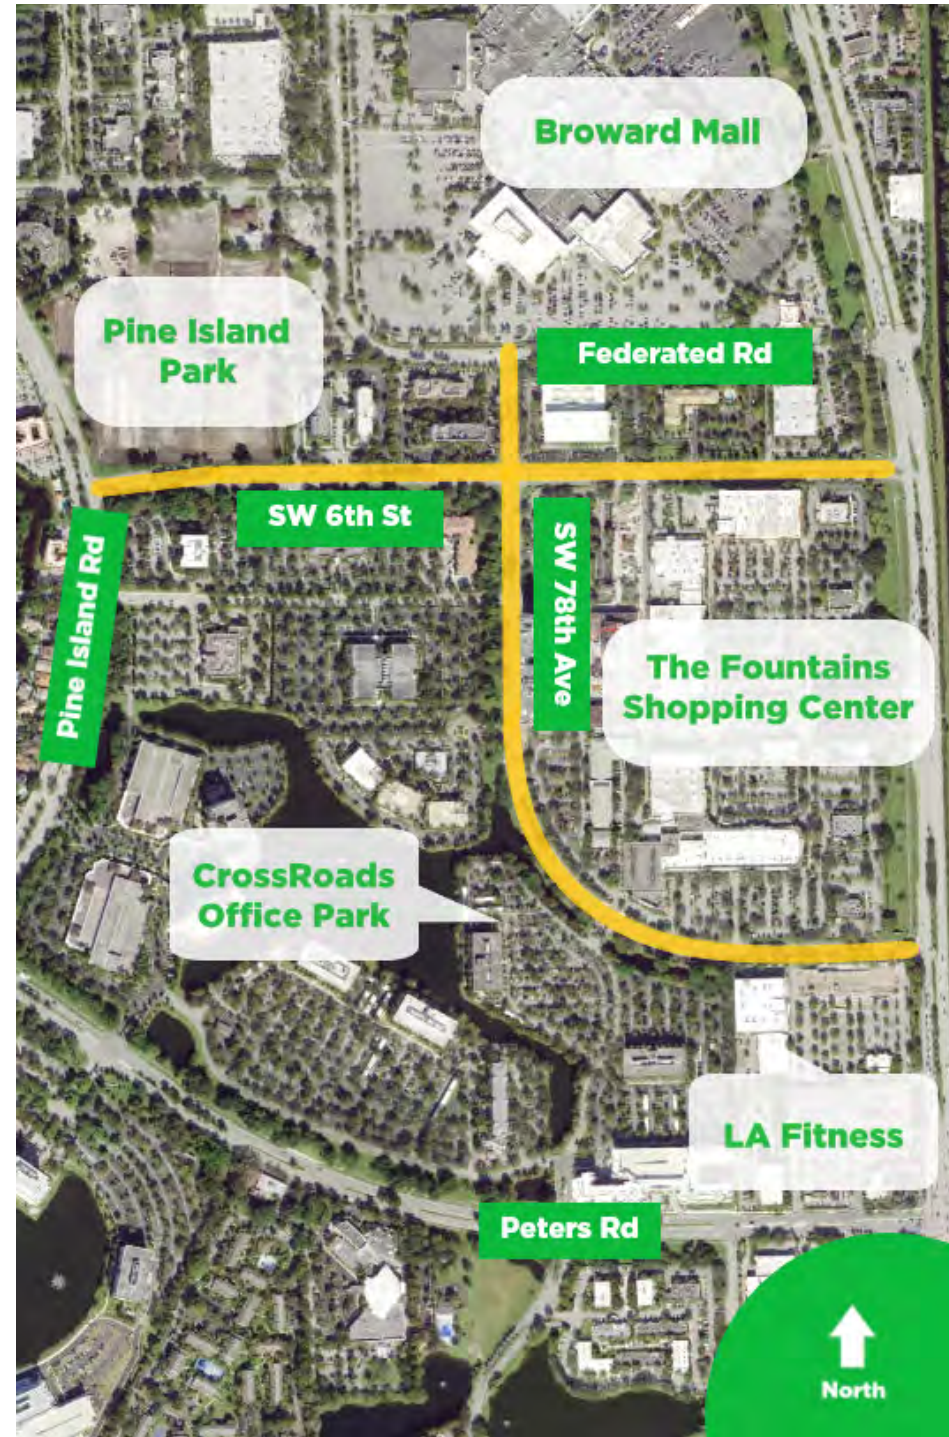 Broward Mall
Pine Island
Park
Federated Rd
SW 6th St
SW 78th Ave
Pine Island Rd
The Fountains
Shopping Center
CrossRoads
Office Park
LA Fitness
Peters Rd
North